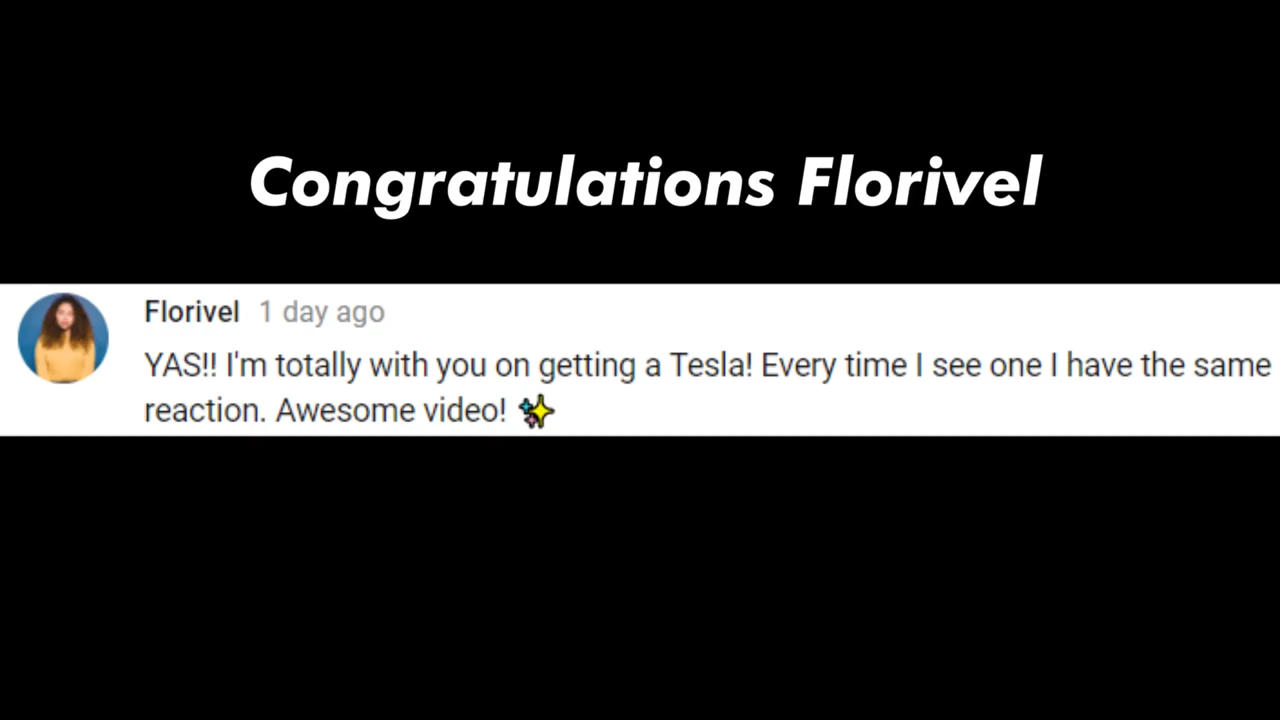 Congratulations Florivel
Florivel 1 day ago
YAS!! I'm totally with you on getting a Tesla! Every time I see one I have the same
reaction. Awesome video! ✨